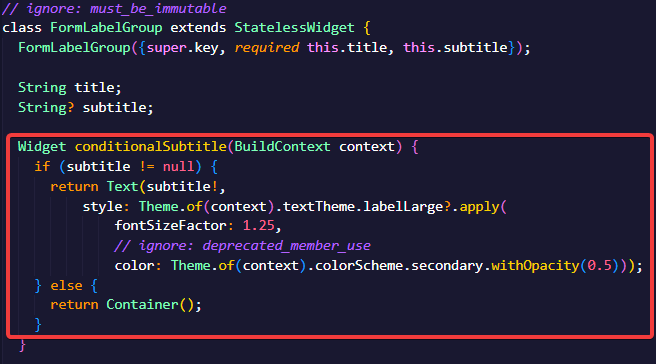 // ignore: must_be_immutable
class FormLabelGroup extends StatelessWidget {
  FormLabelGroup({super.key, required this.title, this.subtitle});

  String title;
  String? subtitle;

  Widget conditionalSubtitle(BuildContext context) {
    if (subtitle != null) {
      return Text(subtitle!,
          style: Theme.of(context).textTheme.labelLarge?.apply(
              fontSizeFactor: 1.25,
              // ignore: deprecated_member_use
              color: Theme.of(context).colorScheme.secondary.withOpacity(0.5)));
    } else {
      return Container();
    }
  }